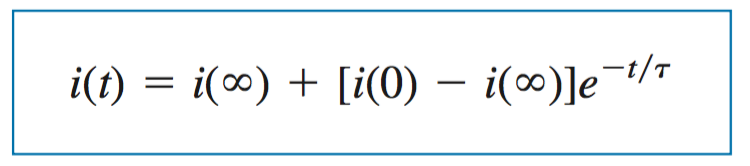 i(t) = i(∞) + [i(0) − i(∞)]e^{−t/τ}